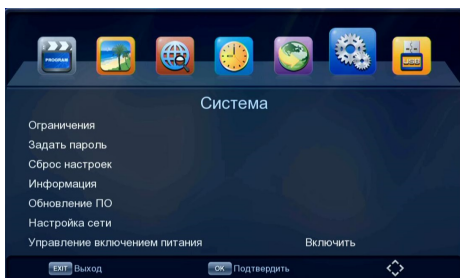 PROGRAM
USB
Система
Ограничения
Задать пароль
Сброс настроек
Информация
Обновление ПО
Настройка сети
Управление включением питания Включить
EXIT Выход OK Подтвердить